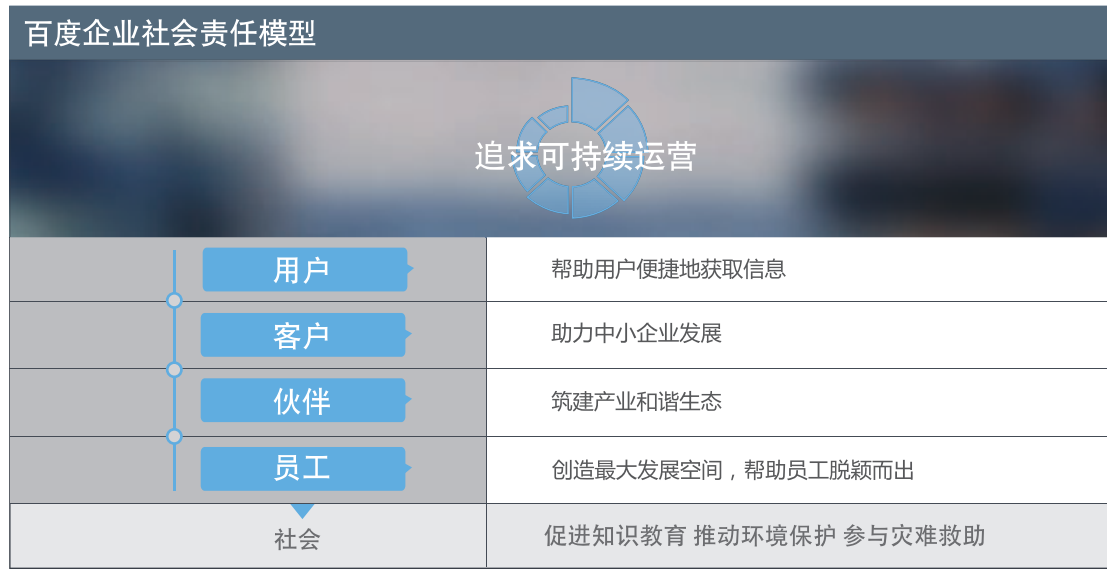 百度企业社会责任模型
追求可持续运营
用户
帮助用户便捷地获取信息
客户
助力中小企业发展
伙伴
筑建产业和谐生态
员工
创造最大发展空间，帮助员工脱颖而出
社会
促进知识教育 推动环境保护 参与灾难救助